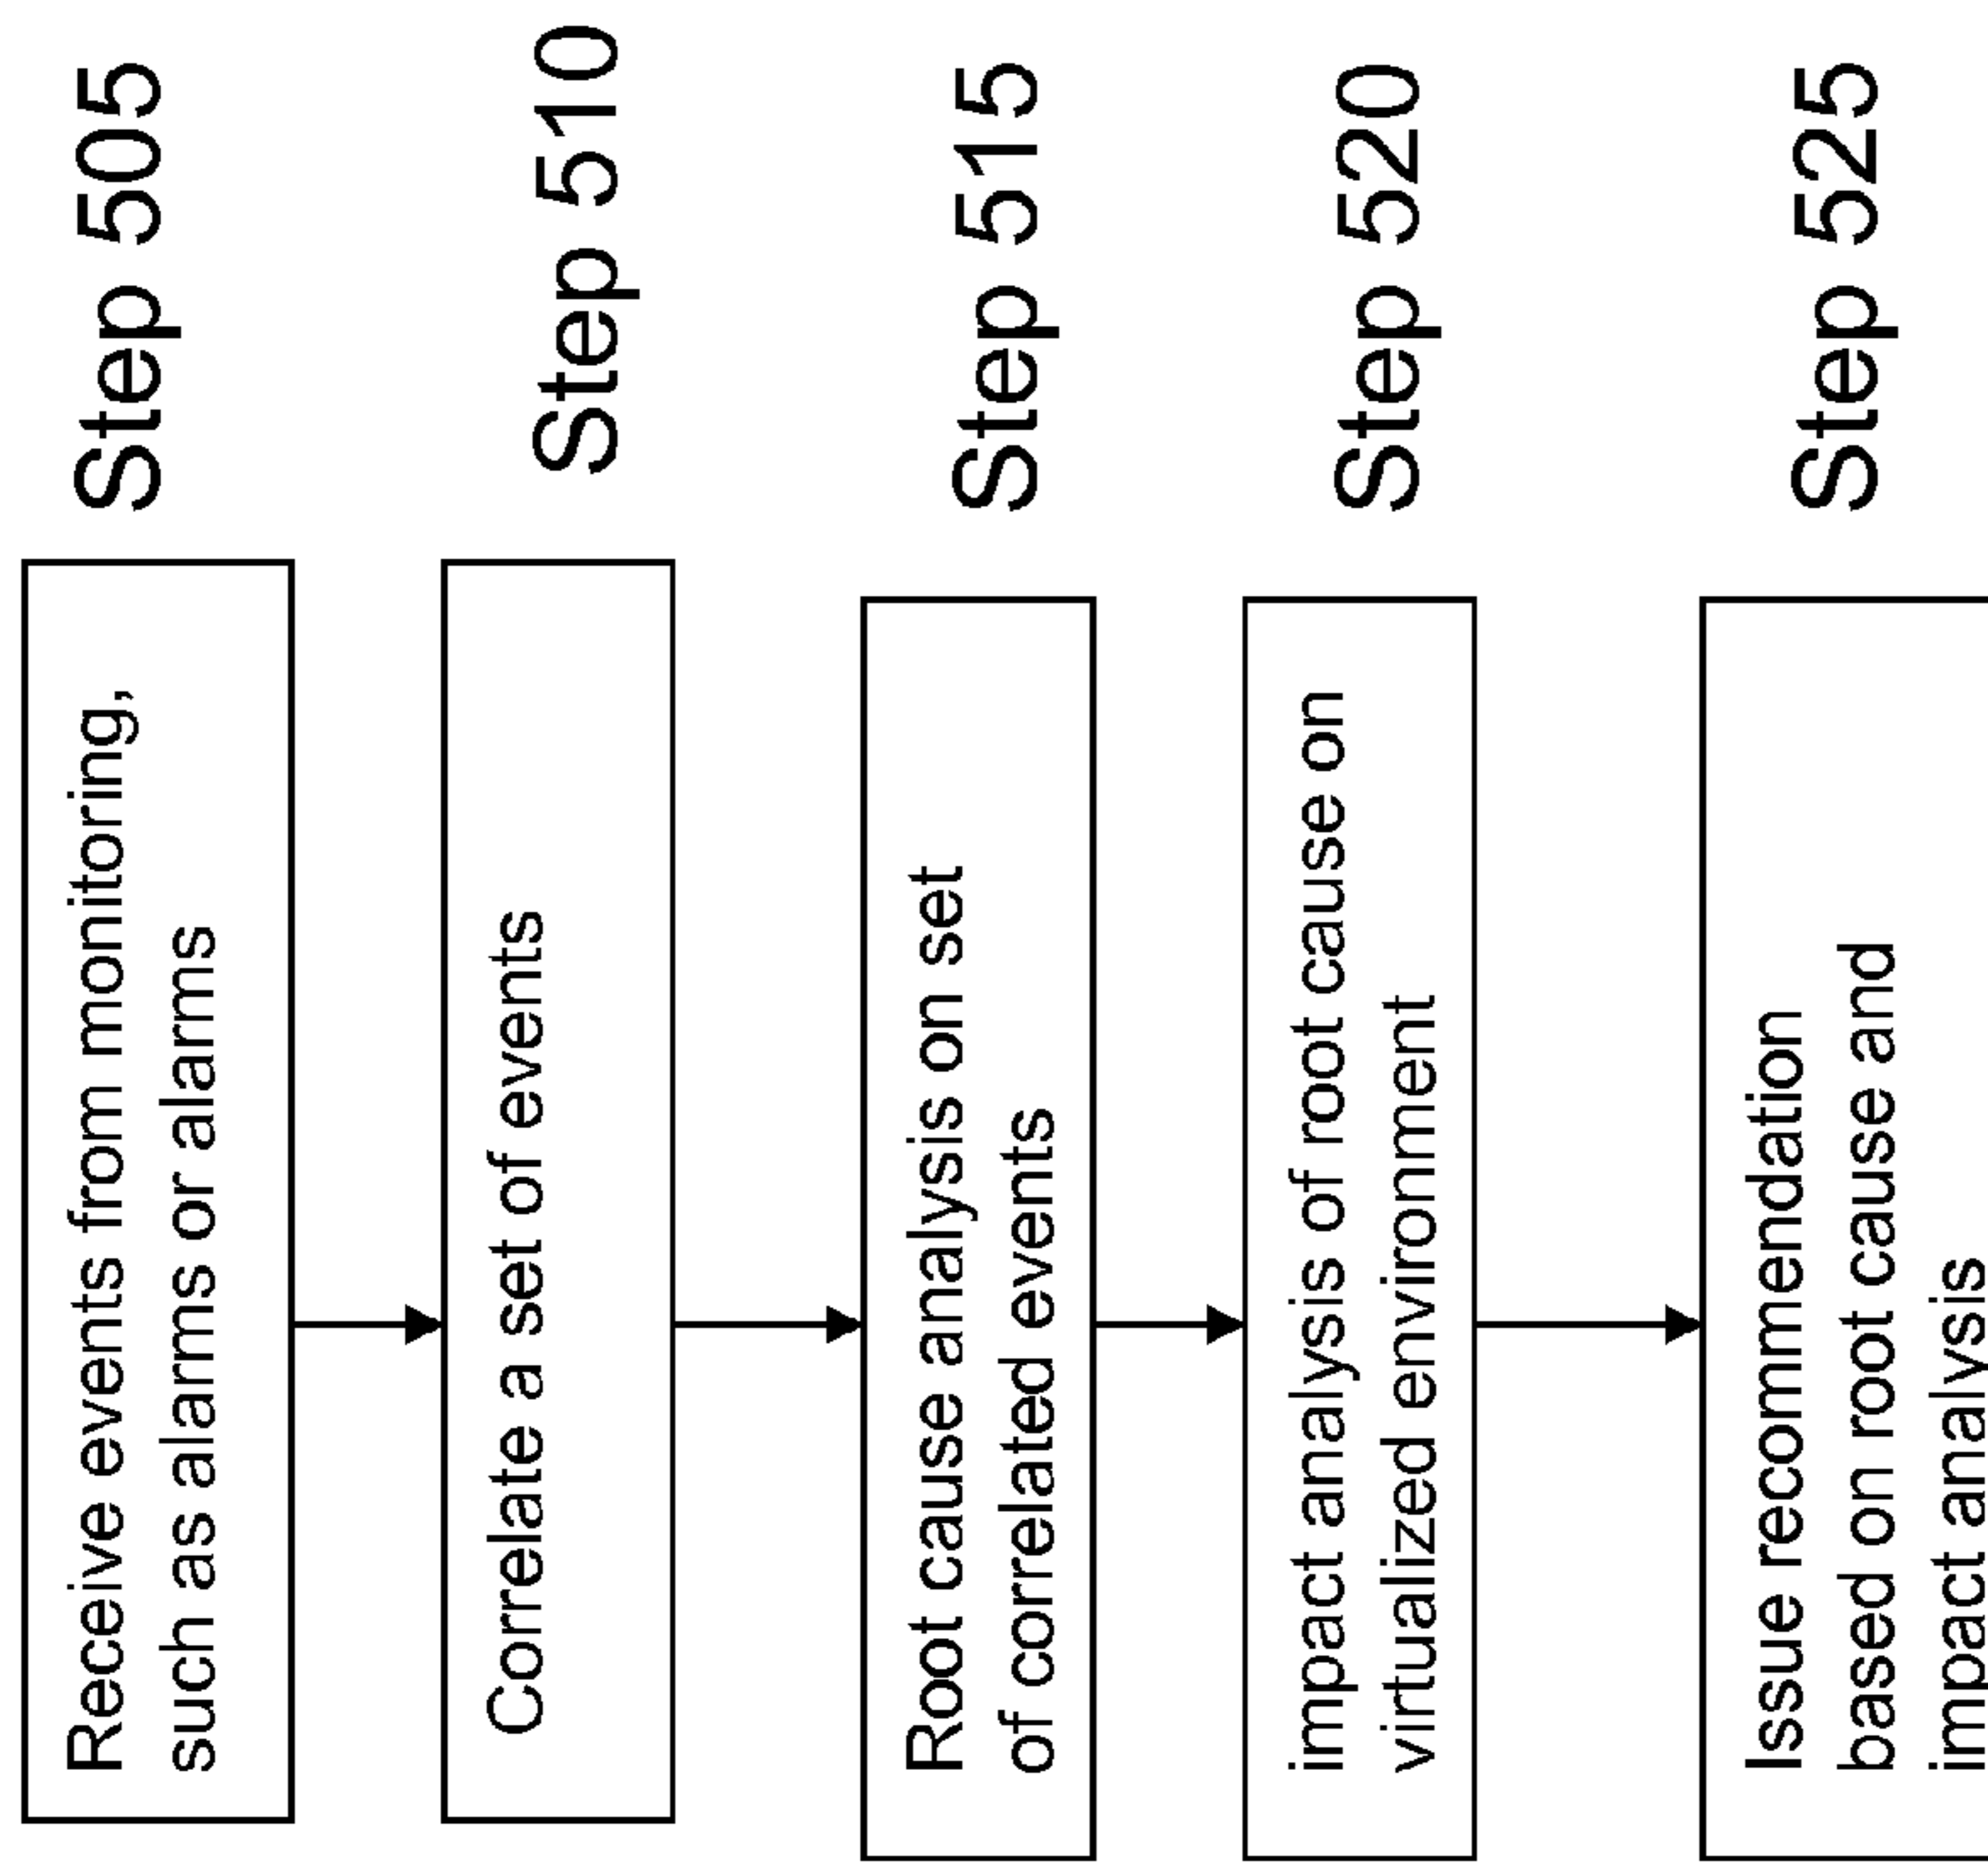 Receive events from monitoring,
such as alarms or alarms
Step 505
Correlate a set of events
Step 510
Root cause analysis on set
of correlated events
Step 515
impact analysis of root cause on
virtualized environment
Step 520
Issue recommendation
based on root cause and
impact analysis
Step 525